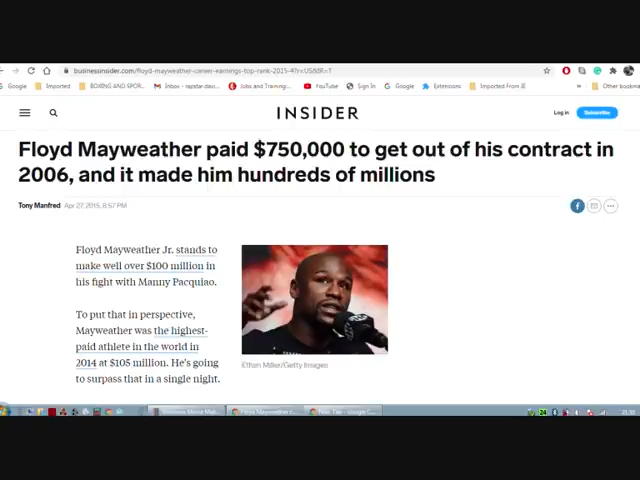 businessinsider.com/floyd-mayweather-career-earnings-top-rank-2015-4?r=US&IR=T
Google Imported BOXING AND SPOR... Inbox - Jobs and Training... YouTube Sign In Google Extensions Imported From IE » Other bookma
INSIDER
Log in Subscribe
Floyd Mayweather paid $750,000 to get out of his contract in
2006, and it made him hundreds of millions
Tony Manfred Apr 27, 2015, 8:57 PM
Floyd Mayweather Jr. stands to
make well over $100 million in
his fight with Manny Pacquiao.
To put that in perspective,
Mayweather was the highest-
paid athlete in the world in
2014 at $105 million. He's going
to surpass that in a single night.
Ethan Miller/Getty Images